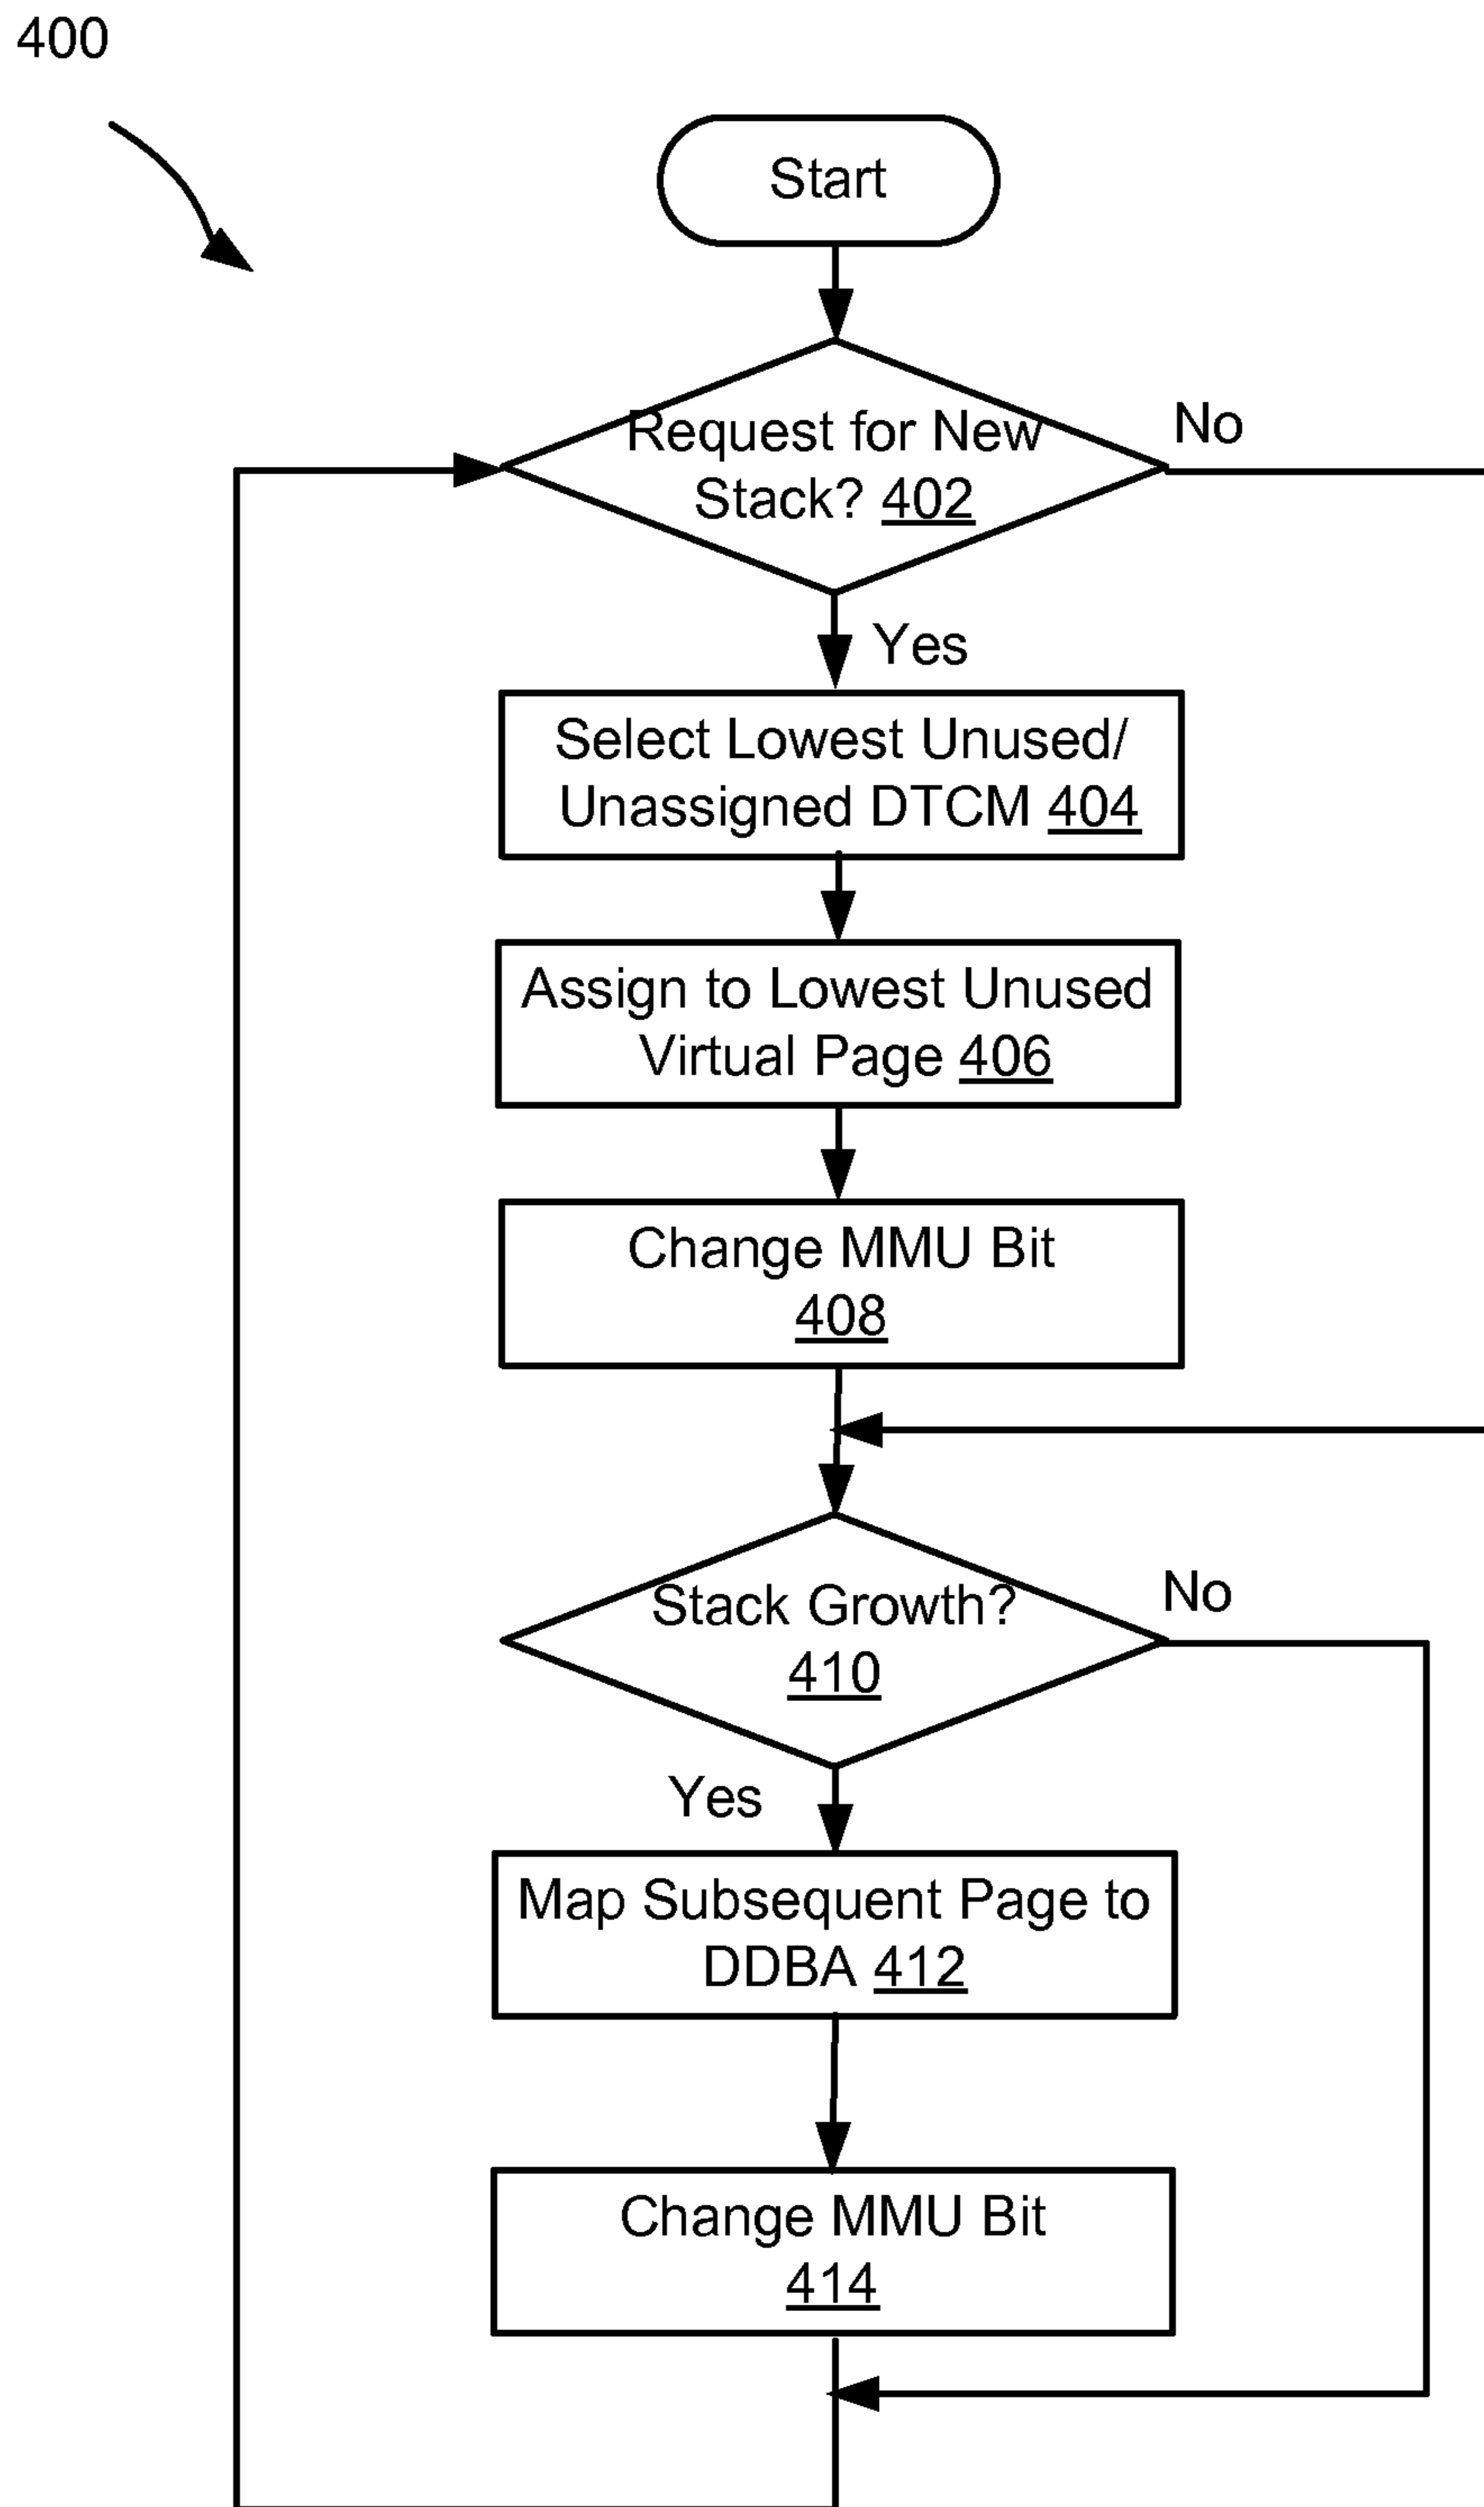 400
Start
Request for New
Stack? 402
No
Yes
Select Lowest Unused/
Unassigned DTCM 404
Assign to Lowest Unused
Virtual Page 406
Change MMU Bit
408
Stack Growth?
410
No
Yes
Map Subsequent Page to
DDBA 412
Change MMU Bit
414